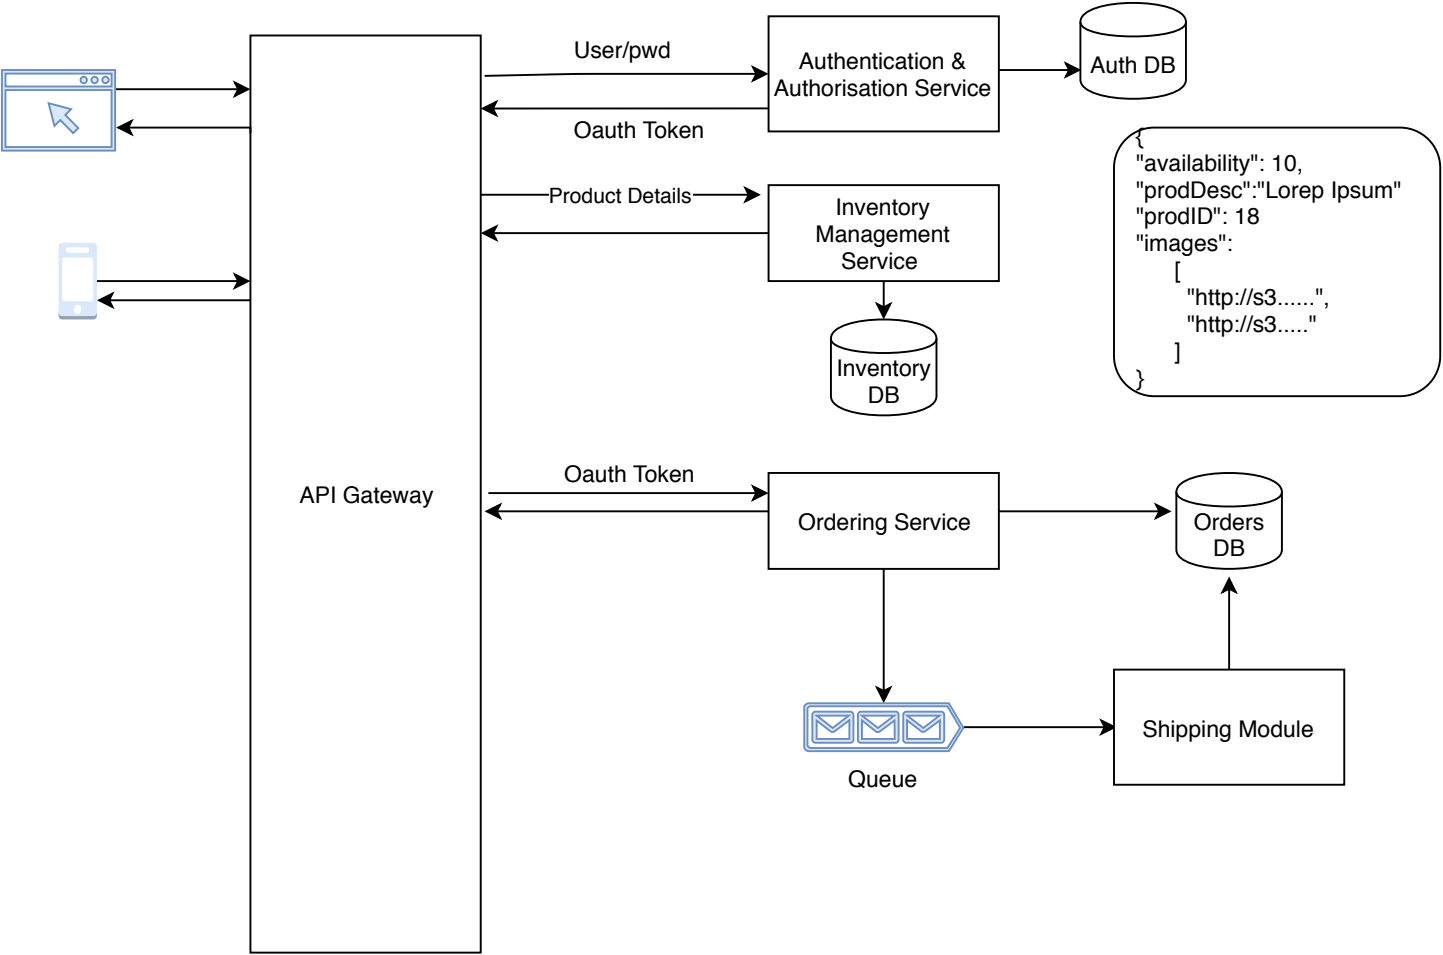 User/pwd
Authentication &
Authorisation Service
Auth DB
Oauth Token
{
"availability": 10,
"prodDesc":"Lorep Ipsum"
"prodID": 18
"images":
[
"http://s3......",
"http://s3....."
]
}
Product Details
Inventory
Management
Service
Inventory
DB
API Gateway
Oauth Token
Ordering Service
Orders
DB
Queue
Shipping Module